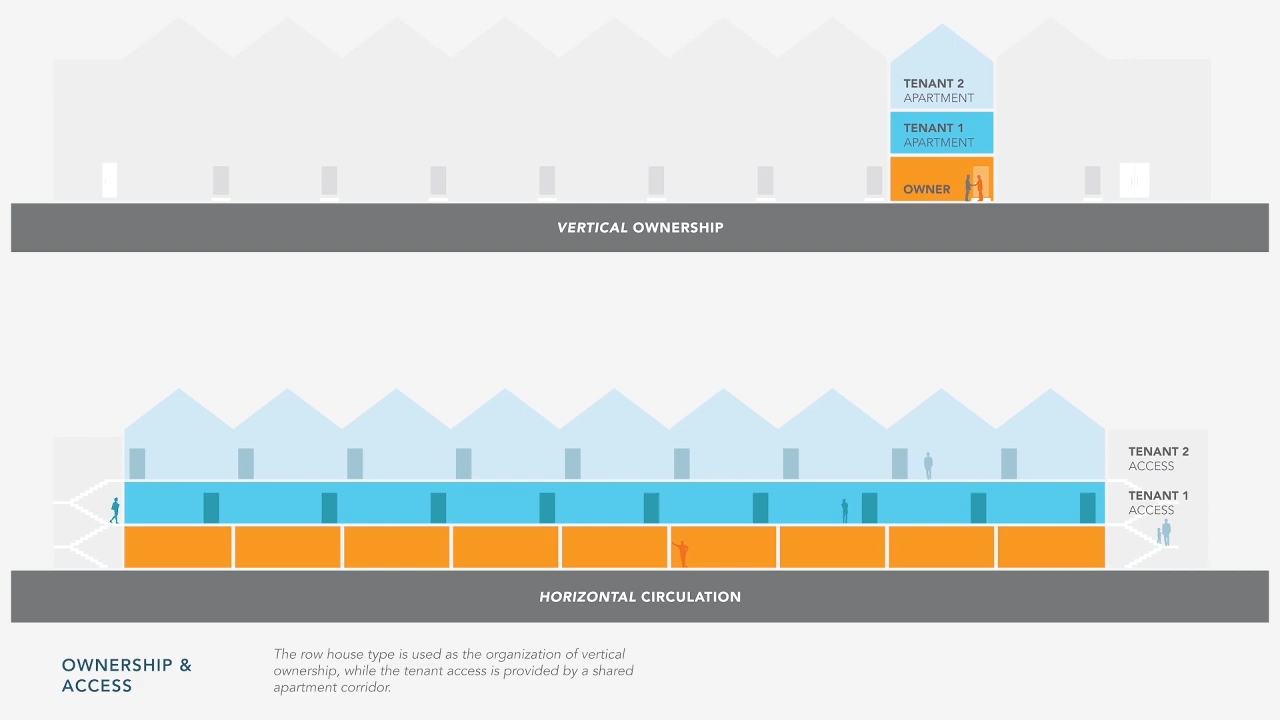 TENANT 2
APARTMENT
TENANT 1
APARTMENT
OWNER
VERTICAL OWNERSHIP
TENANT 2
ACCESS
TENANT 1
ACCESS
HORIZONTAL CIRCULATION
OWNERSHIP &
ACCESS
The row house type is used as the organization of vertical
ownership, while the tenant access is provided by a shared
apartment corridor.